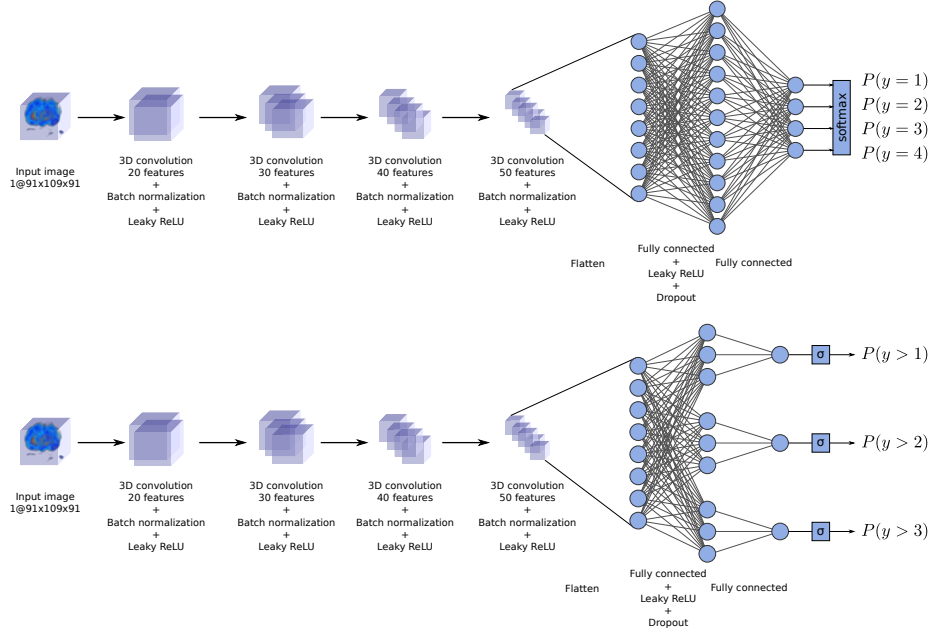 P(y = 1)
P(y = 2)
P(y = 3)
P(y = 4)
softmax
Input image
1@91x109x91
3D convolution
20 features
+
Batch normalization
+
Leaky ReLU
3D convolution
30 features
+
Batch normalization
+
Leaky ReLU
3D convolution
40 features
+
Batch normalization
+
Leaky ReLU
3D convolution
50 features
+
Batch normalization
+
Leaky ReLU
Flatten
Fully connected
+
Leaky ReLU
+
Dropout
Fully connected
σ
P(y > 1)
σ
P(y > 2)
σ
P(y > 3)
Input image
1@91x109x91
3D convolution
20 features
+
Batch normalization
+
Leaky ReLU
3D convolution
30 features
+
Batch normalization
+
Leaky ReLU
3D convolution
40 features
+
Batch normalization
+
Leaky ReLU
3D convolution
50 features
+
Batch normalization
+
Leaky ReLU
Flatten
Fully connected
+
Leaky ReLU
+
Dropout
Fully connected